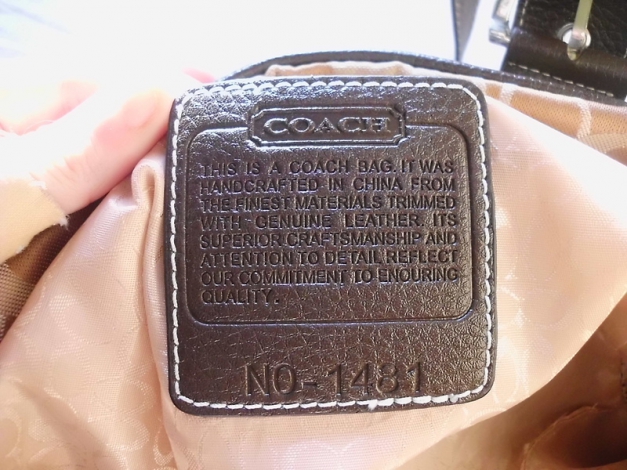 COACH
THIS IS A COACH BAG. IT WAS
HANDCRAFTED IN CHINA FROM
THE FINEST MATERIALS TRIMMED
WITH GENUINE LEATHER. ITS
SUPERIOR CRAFTSMANSHIP AND
ATTENTION TO DETAIL REFLECT
OUR COMMITMENT TO ENOURING
QUALITY.
NO-1481